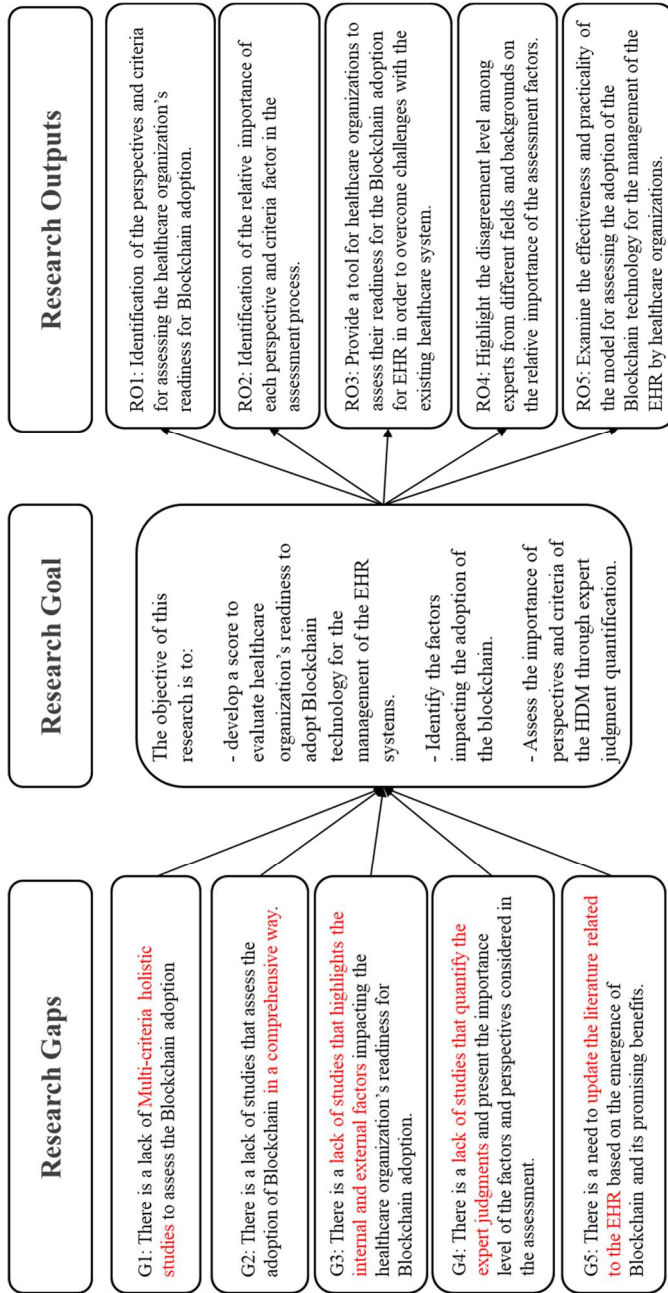 Research Gaps
G1: There is a lack of Multi-criteria holistic
studies to assess the Blockchain adoption
G2: There is a lack of studies that assess the
adoption of Blockchain in a comprehensive way.
G3: There is a lack of studies that highlights the
internal and external factors impacting the
healthcare organization's readiness for
Blockchain adoption.
G4: There is a lack of studies that quantify the
expert judgments and present the importance
level of the factors and perspectives considered in
the assessment.
G5: There is a need to update the literature related
to the EHR based on the emergence of
Blockchain and its promising benefits.
Research Goal
The objective of this
research is to:
- develop a score to
evaluate healthcare
organization's readiness to
adopt Blockchain
technology for the
management of the EHR
systems.
- Identify the factors
impacting the adoption of
the blockchain.
- Assess the importance of
perspectives and criteria of
the HDM through expert
judgment quantification.
Research Outputs
RO1: Identification of the perspectives and criteria
for assessing the healthcare organization's
readiness for Blockchain adoption.
RO2: Identification of the relative importance of
each perspective and criteria factor in the
assessment process.
RO3: Provide a tool for healthcare organizations to
assess their readiness for the Blockchain adoption
for EHR in order to overcome challenges with the
existing healthcare system.
RO4: Highlight the disagreement level among
experts from different fields and backgrounds on
the relative importance of the assessment factors.
RO5: Examine the effectiveness and practicality of
the model for assessing the adoption of the
Blockchain technology for the management of the
EHR by healthcare organizations.